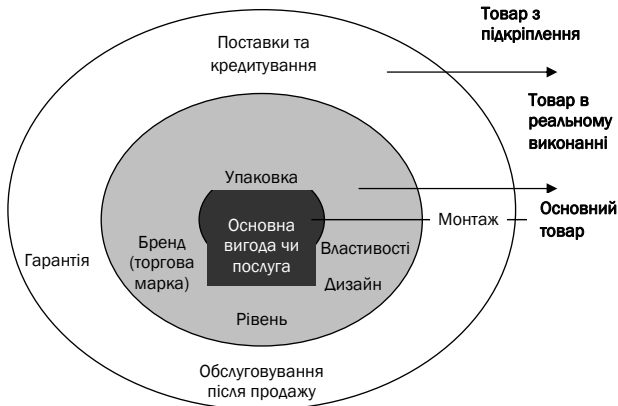 Товар з
підкріплення
Поставки та
кредитування
Товар в
реальному
виконанні
Упаковка
Основний
товар
Основна
вигода чи
послуга
Монтаж
Бренд
(торгова
марка)
Властивості
Гарантія
Дизайн
Рівень
Обслуговування
після продажу